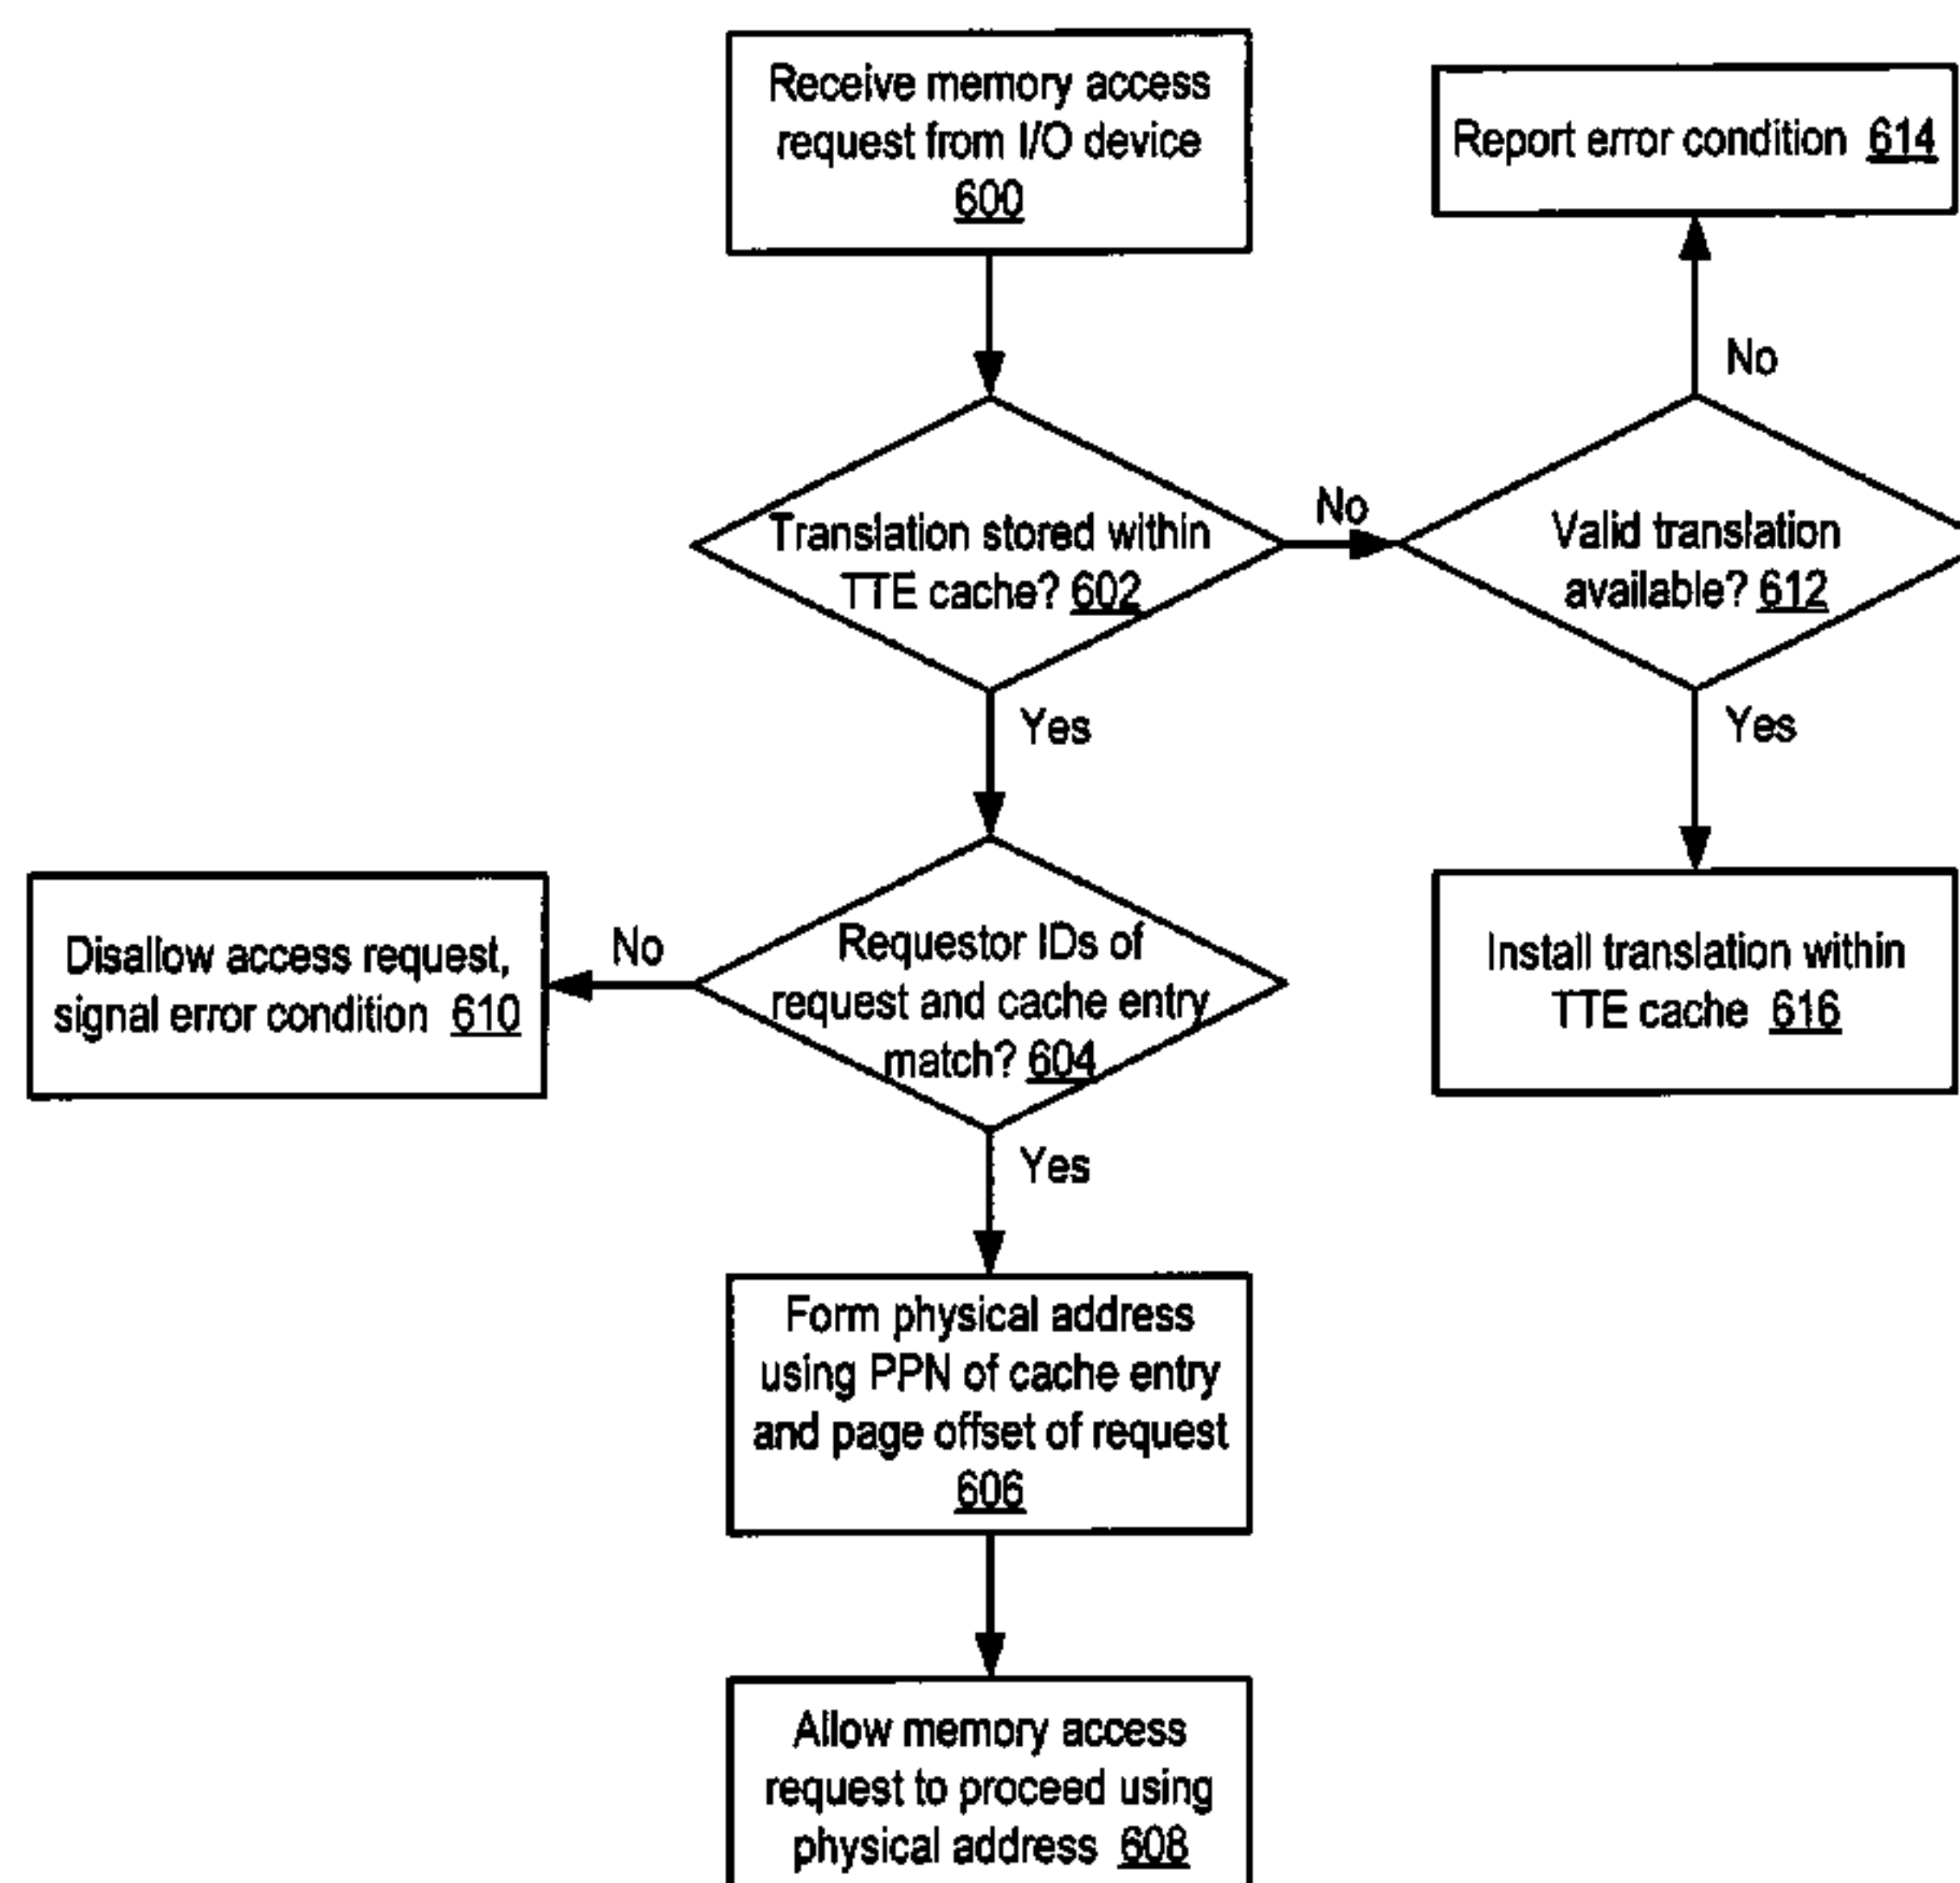 Receive memory access
request from I/O device
600
Report error condition 614
No
Translation stored within
TTE cache? 602
No
Valid translation
available? 612
Yes
Yes
Disallow access request,
signal error condition 610
No
Requestor IDs of
request and cache entry
match? 604
Install translation within
TTE cache 616
Yes
Form physical address
using PPN of cache entry
and page offset of request
606
Allow memory access
request to proceed using
physical address 608